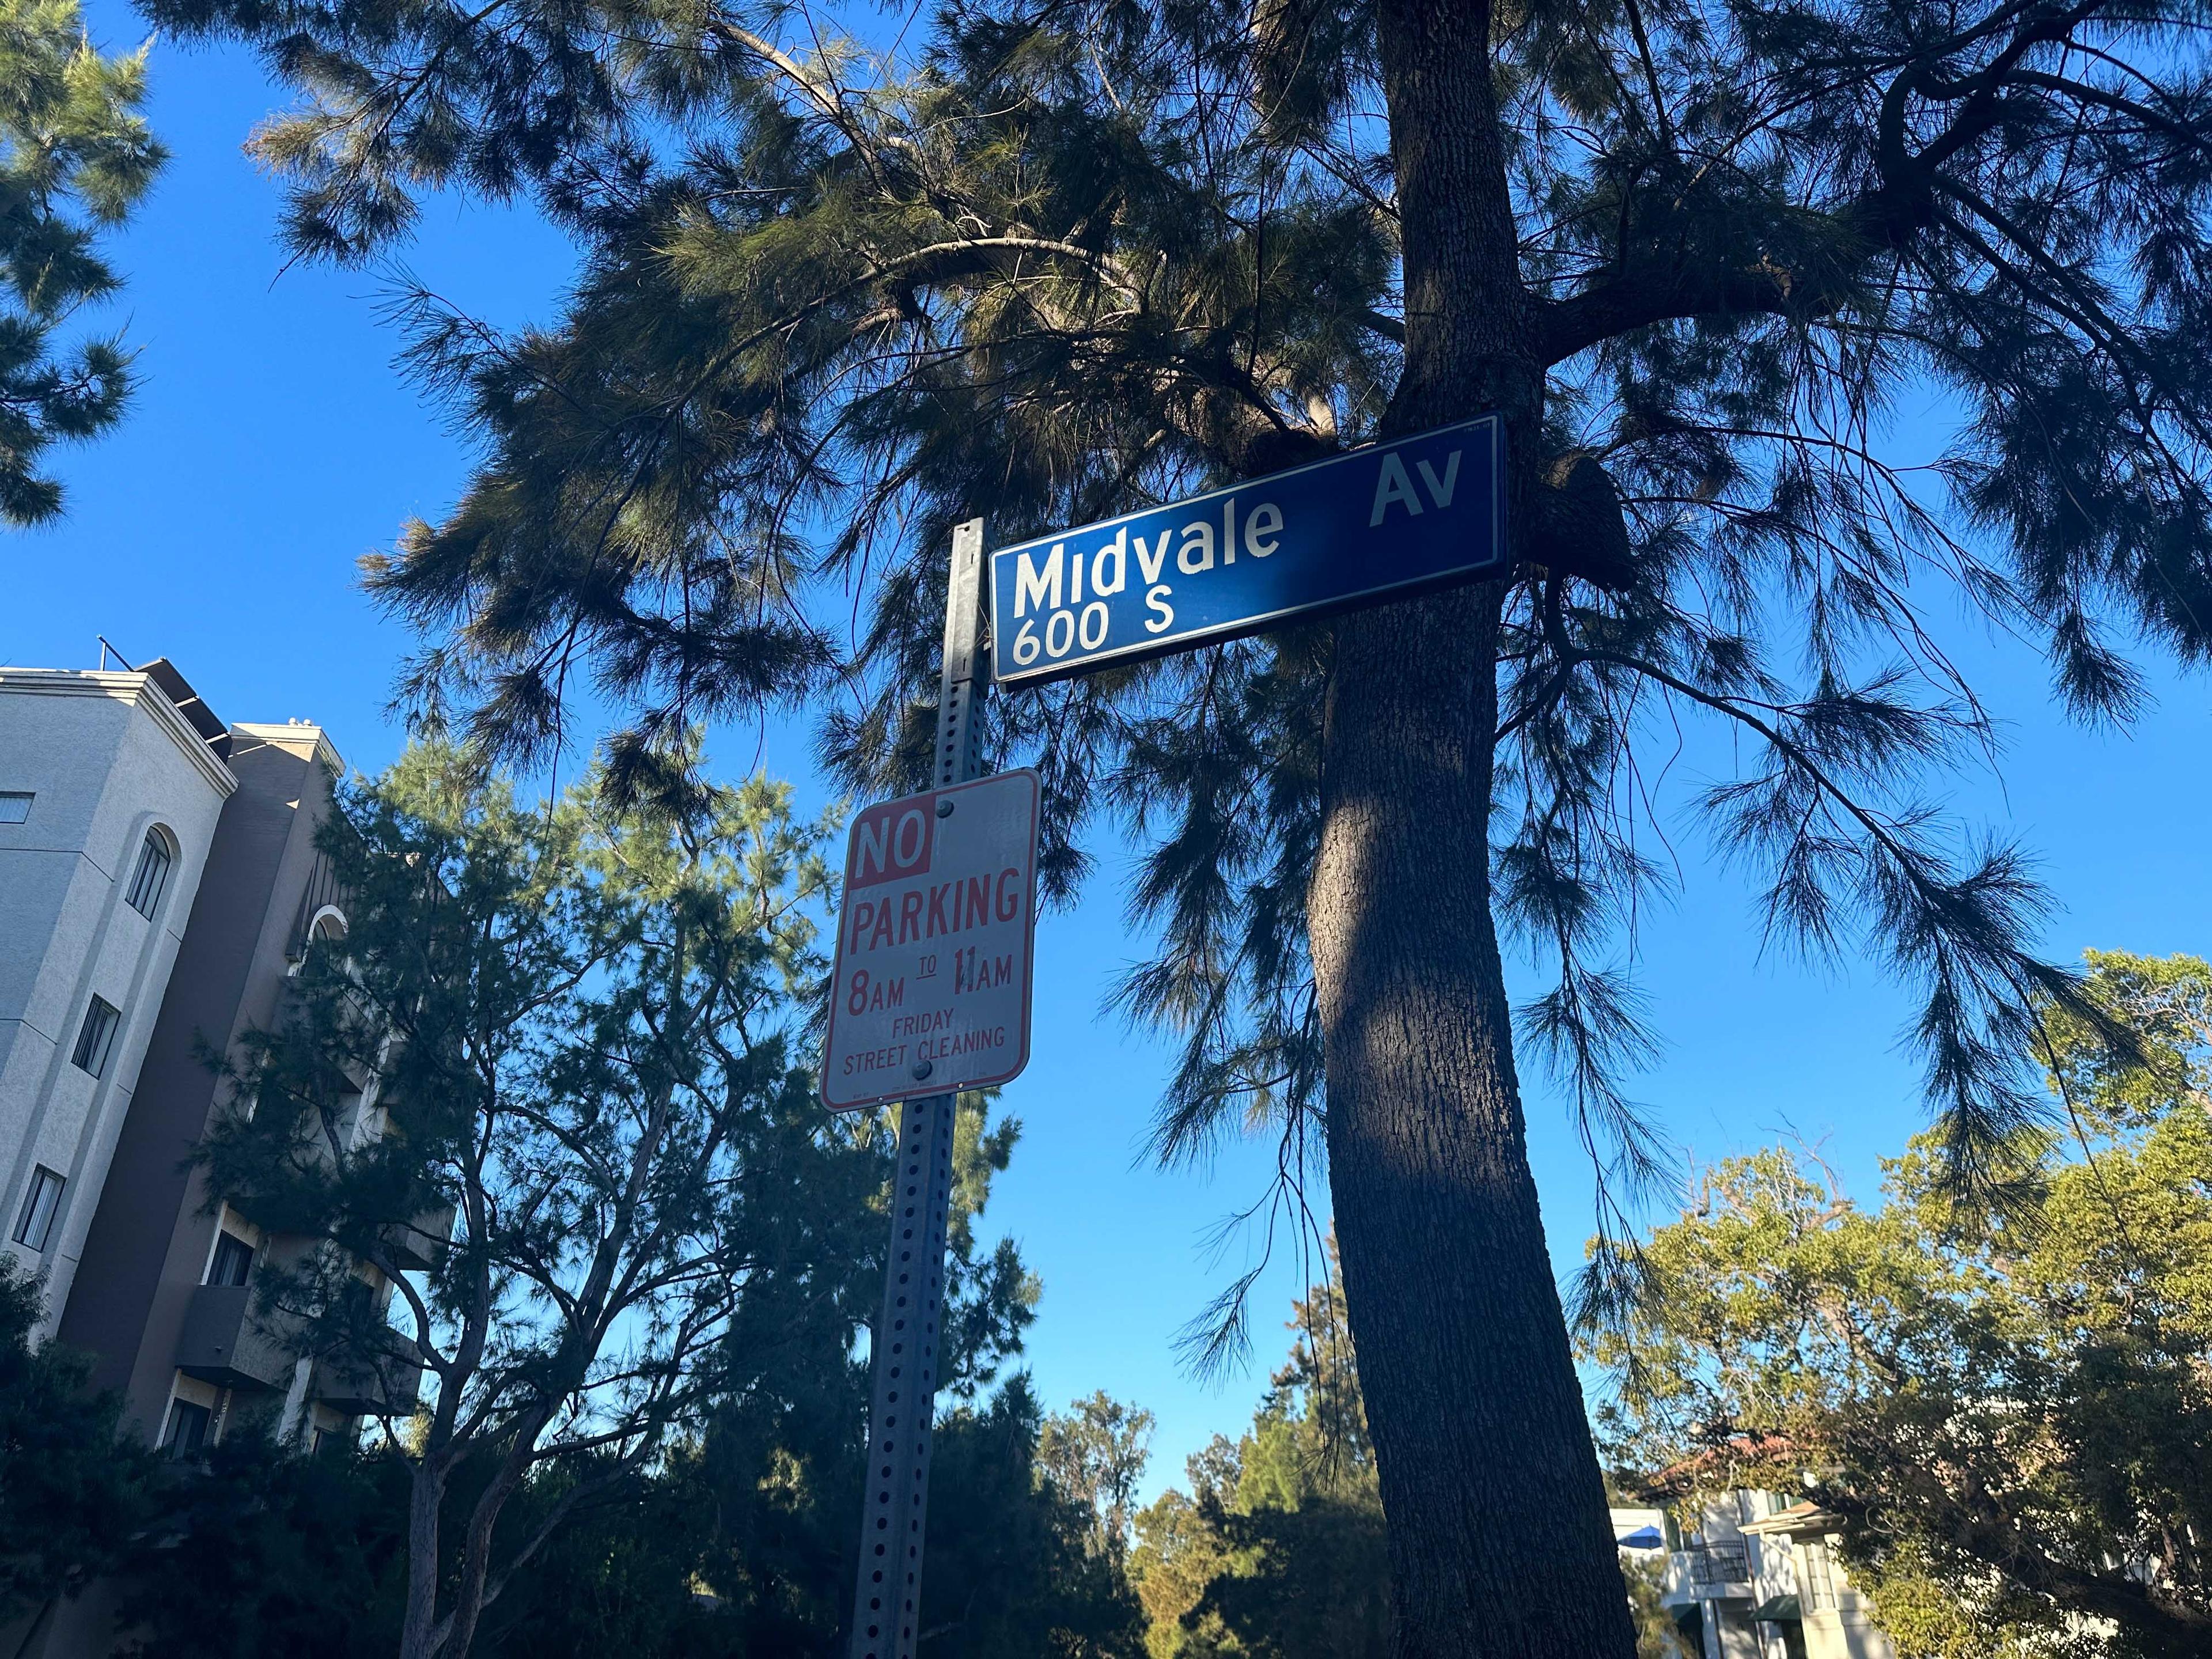 Midvale Av
600 S
NO
PARKING
8AM TO 11AM
FRIDAY
STREET CLEANING